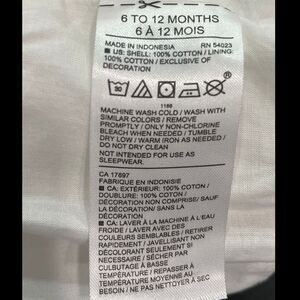 6 TO 12 MONTHS
6 À 12 MOIS
MADE IN INDONESIA RN 54023
US: SHELL: 100% COTTON / LINING:
100% COTTON / EXCLUSIVE OF
DECORATION
30
1186
MACHINE WASH COLD / WASH WITH
SIMILAR COLORS / REMOVE
PROMPTLY / ONLY NON-CHLORINE
BLEACH WHEN NEEDED / TUMBLE
DRY LOW / WARM IRON AS NEEDED /
DO NOT DRY CLEAN
NOT INTENDED FOR USE AS
SLEEPWEAR.
CA 17897
FABRIQUE EN INDONISIE
CA: EXTÉRIEUR: 100% COTON /
DOUBLURE: 100% COTON /
DÉCORATION NON COMPRISE / SAUF
LA DÉCORATION/ SANS LA
DÉCORATION
CA: LAVER À LA MACHINE À L'EAU
FROIDE / LAVER AVEC DES
COULEURS SEMBLABLES / RETIRER
RAPIDEMENT / JAVELLISANT NON
DÉCOLORANT SEULEMENT SI
NÉCESSAIRE / SÉCHER PAR
CULBUTAGE À BASSE
TEMPÉRATURE / REPASSER À
TEMPÉRATURE MOYENNE AU
BESOIN / NE PAS NETTOYER À SEC